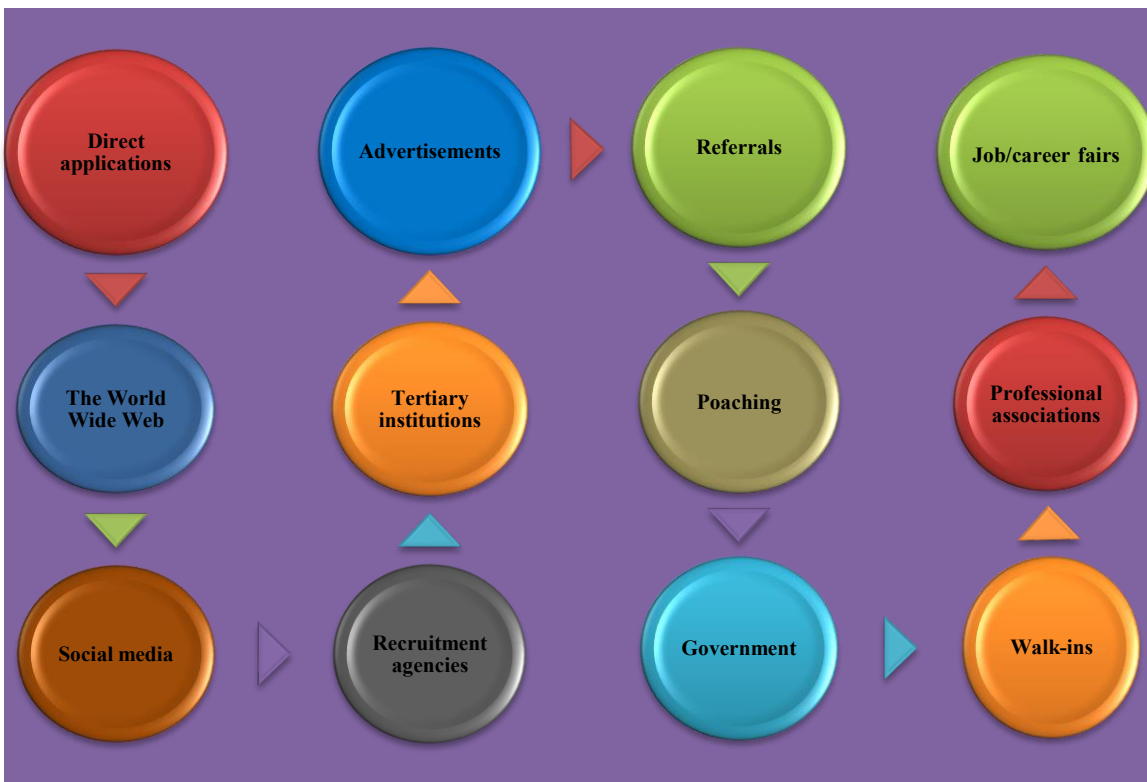 Direct
applications
The World
Wide Web
Social media
Recruitment
agencies
Tertiary
institutions
Advertisements
Referrals
Poaching
Government
Walk-ins
Professional
associations
Job/career fairs